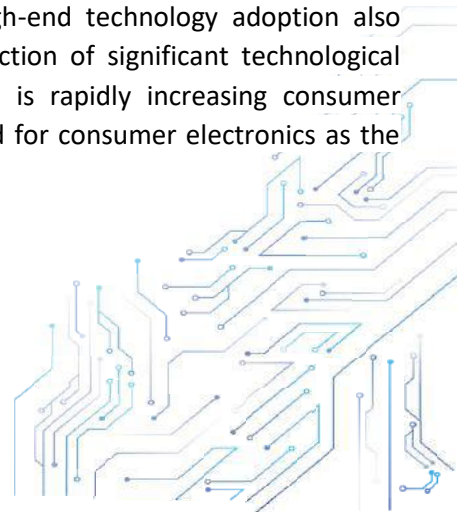 gh-end technology adoption also
ction of significant technological
is rapidly increasing consumer
d for consumer electronics as the